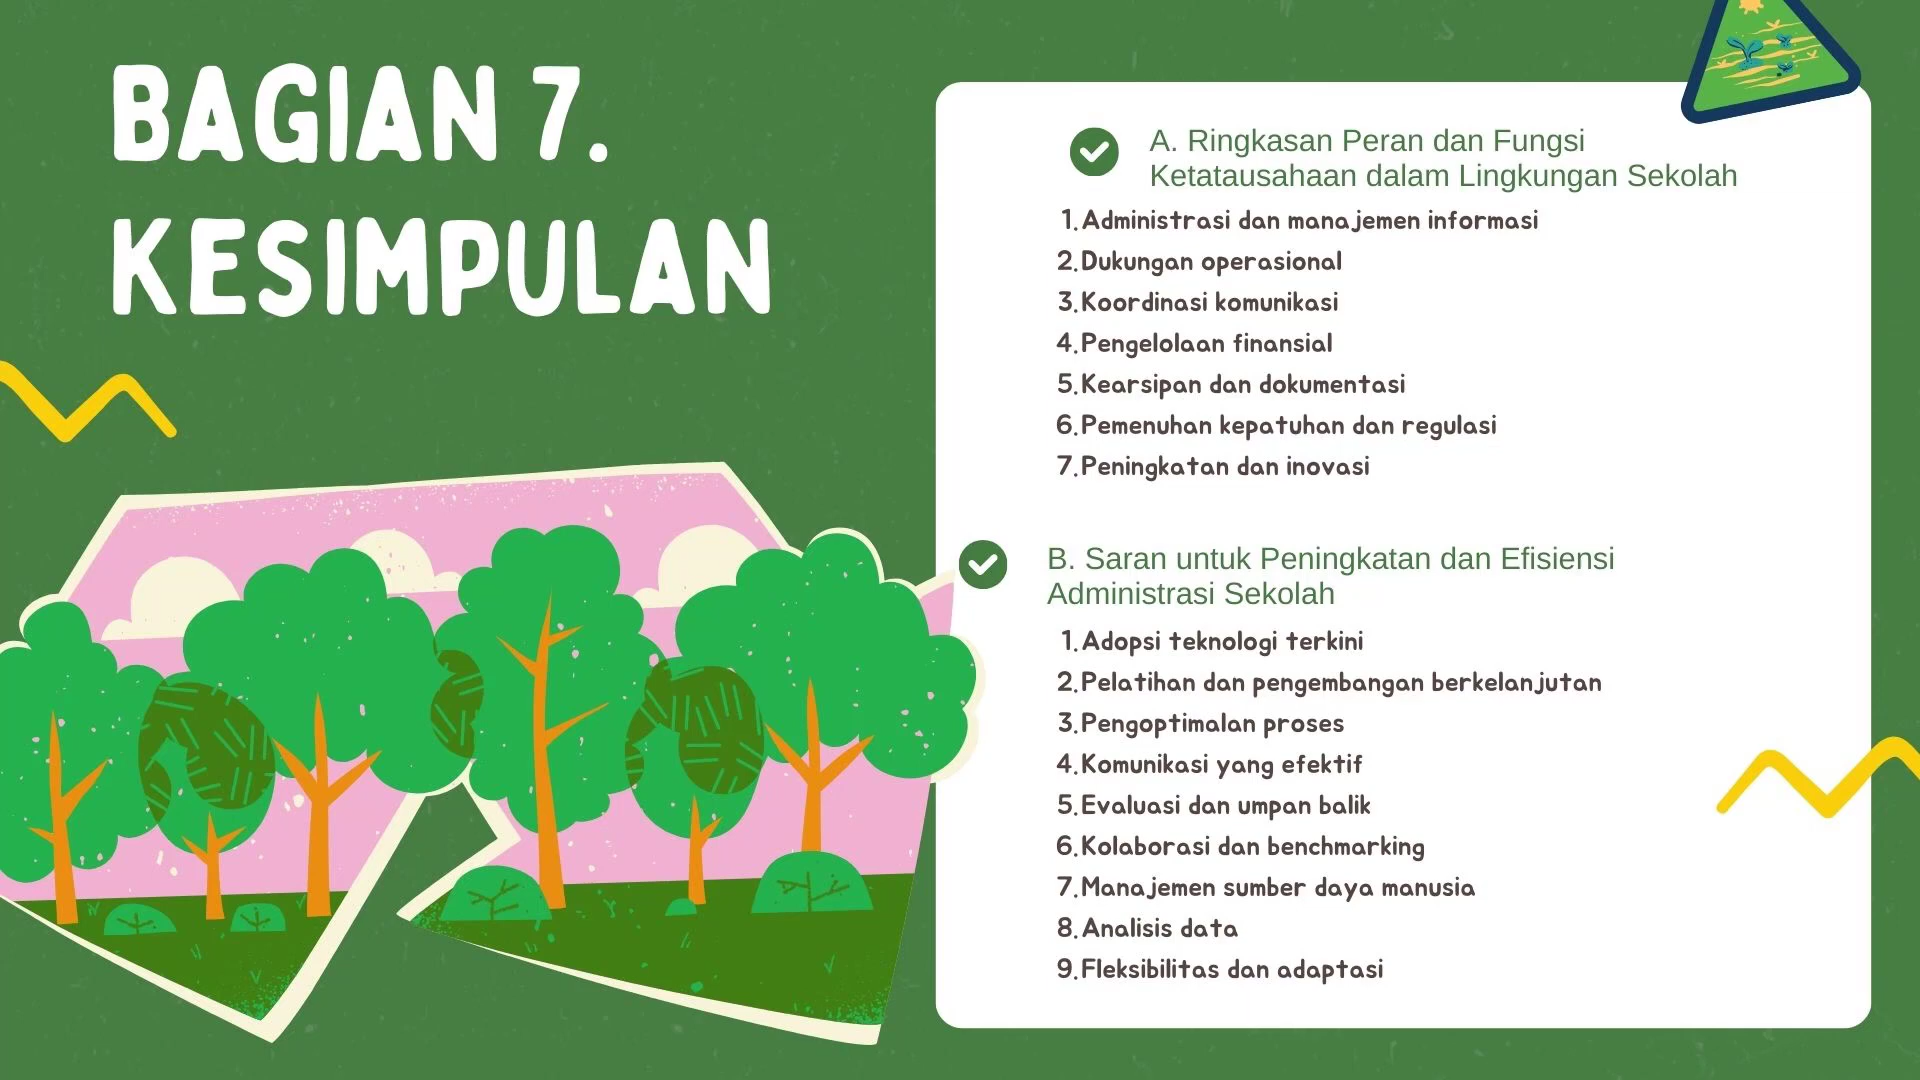 BAGIAN 7.
KESIMPULAN
A. Ringkasan Peran dan Fungsi
Ketatausahaan dalam Lingkungan Sekolah
1. Administrasi dan manajemen informasi
2. Dukungan operasional
3. Koordinasi komunikasi
4. Pengelolaan finansial
5. Kearsipan dan dokumentasi
6. Pemenuhan kepatuhan dan regulasi
7. Peningkatan dan inovasi
B. Saran untuk Peningkatan dan Efisiensi
Administrasi Sekolah
1. Adopsi teknologi terkini
2. Pelatihan dan pengembangan berkelanjutan
3. Pengoptimalan proses
4. Komunikasi yang efektif
5. Evaluasi dan umpan balik
6. Kolaborasi dan benchmarking
7. Manajemen sumber daya manusia
8. Analisis data
9. Fleksibilitas dan adaptasi